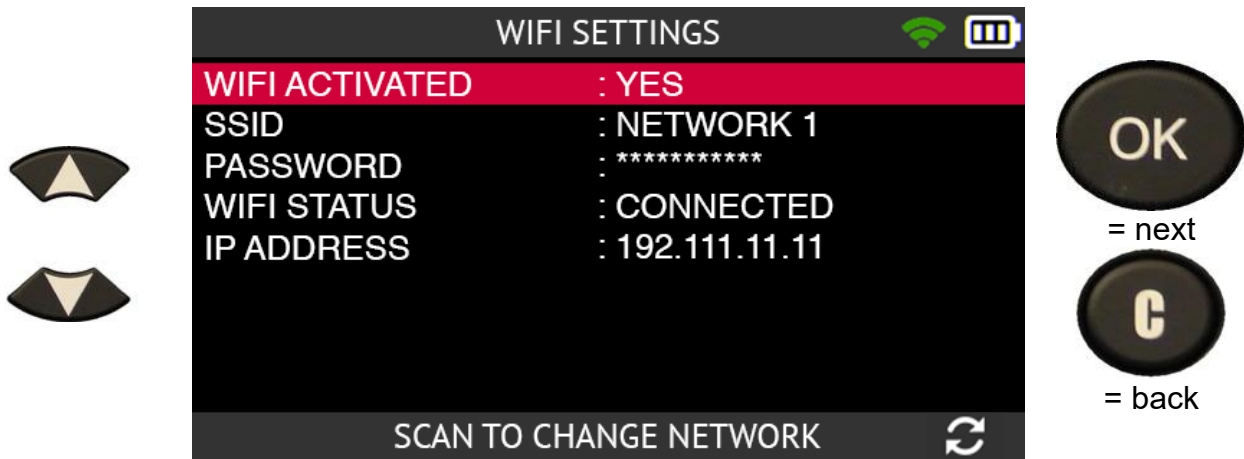 WIFI SETTINGS
WIFI ACTIVATED : YES
SSID : NETWORK 1
PASSWORD : ***********
WIFI STATUS : CONNECTED
IP ADDRESS : 192.111.11.11
SCAN TO CHANGE NETWORK
OK
= next
C
= back